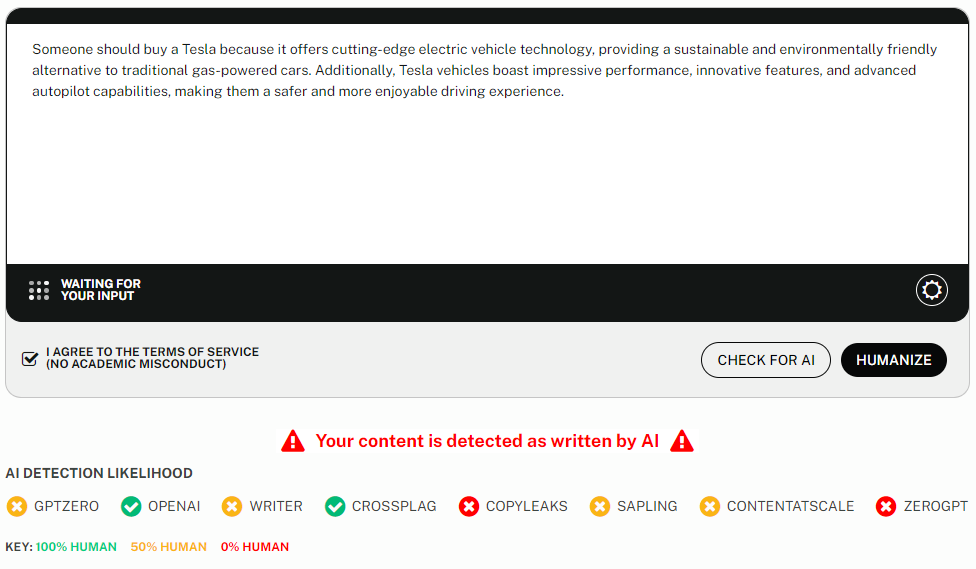 Someone should buy a Tesla because it offers cutting-edge electric vehicle technology, providing a sustainable and environmentally friendly
alternative to traditional gas-powered cars. Additionally, Tesla vehicles boast impressive performance, innovative features, and advanced
autopilot capabilities, making them a safer and more enjoyable driving experience.
WAITING FOR
YOUR INPUT
I AGREE TO THE TERMS OF SERVICE
(NO ACADEMIC MISCONDUCT)
CHECK FOR AI
HUMANIZE
Your content is detected as written by AI
AI DETECTION LIKELIHOOD
GPTZERO OPENAI WRITER CROSSPLAG COPYLEAKS SAPLING CONTENTATSCALE ZEROGPT
KEY: 100% HUMAN 50% HUMAN 0% HUMAN